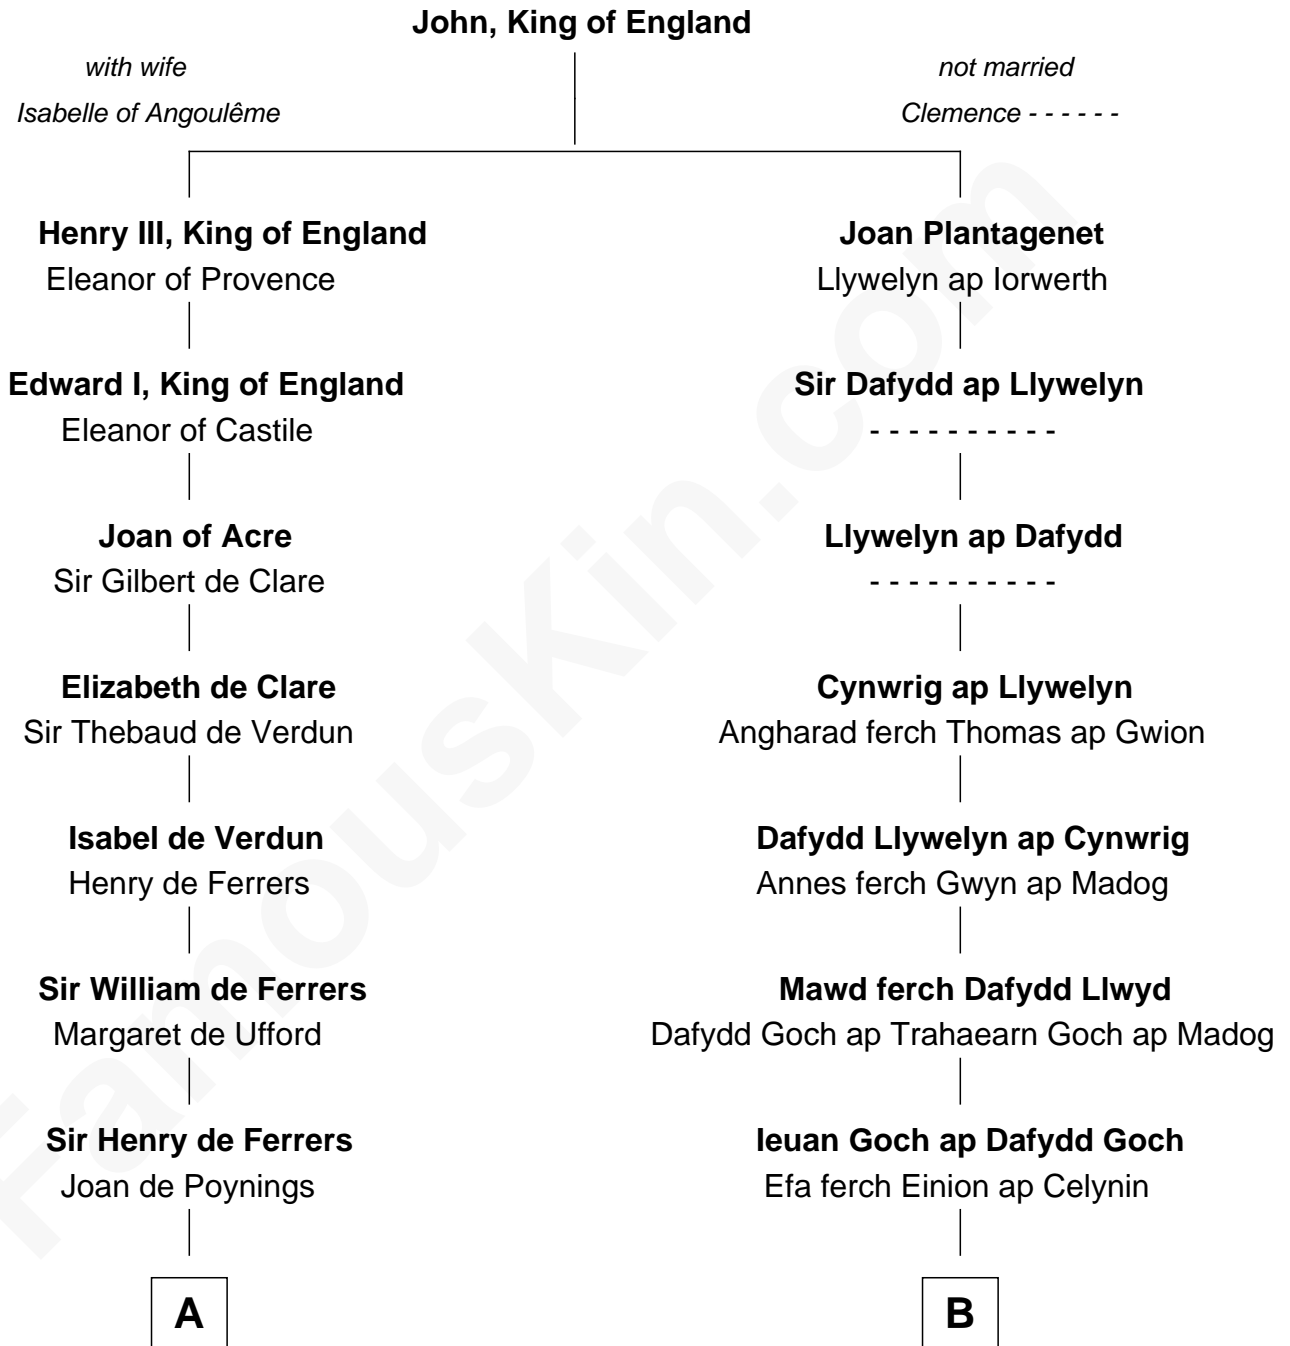 John, King of England
with wife
not married
Isabelle of Angoulême
Clemence - - - - - -
Henry III, King of England
Joan Plantagenet
Eleanor of Provence
Llywelyn ap Iorwerth
Edward I, King of England
Sir Dafydd ap Llywelyn
Eleanor of Castile
- - - - - - - - - -
Joan of Acre
Llywelyn ap Dafydd
Sir Gilbert de Clare
- - - - - - - - - -
Elizabeth de Clare
Cynwrig ap Llywelyn
Sir Thebaud de Verdun
Angharad ferch Thomas ap Gwion
Isabel de Verdun
Dafydd Llywelyn ap Cynwrig
Henry de Ferrers
Annes ferch Gwyn ap Madog
Sir William de Ferrers
Mawd ferch Dafydd Llwyd
Margaret de Ufford
Dafydd Goch ap Trahaearn Goch ap Madog
Sir Henry de Ferrers
Ieuan Goch ap Dafydd Goch
Joan de Poynings
Efa ferch Einion ap Celynin
A
B
FamousKin.com